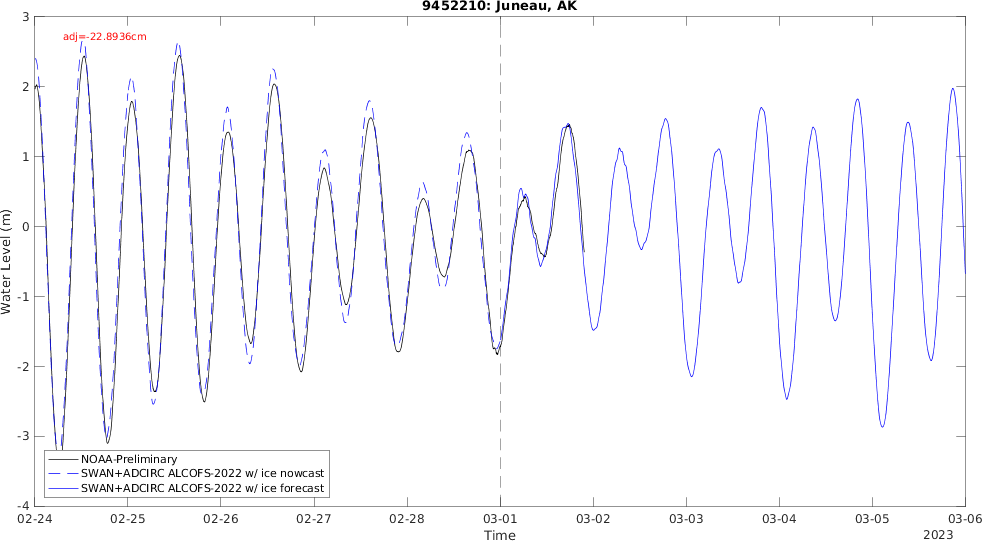 9452210: Juneau, AK
adj=-22.8936cm
3
2
1
0
-1
-2
-3
-4
Water Level (m)
NOAA-Preliminary
SWAN+ADCIRC ALCOFS-2022 w/ ice nowcast
SWAN+ADCIRC ALCOFS-2022 w/ ice forecast
02-24 02-25 02-26 02-27 02-28 03-01 03-02 03-03 03-04 03-05 03-06
Time
2023